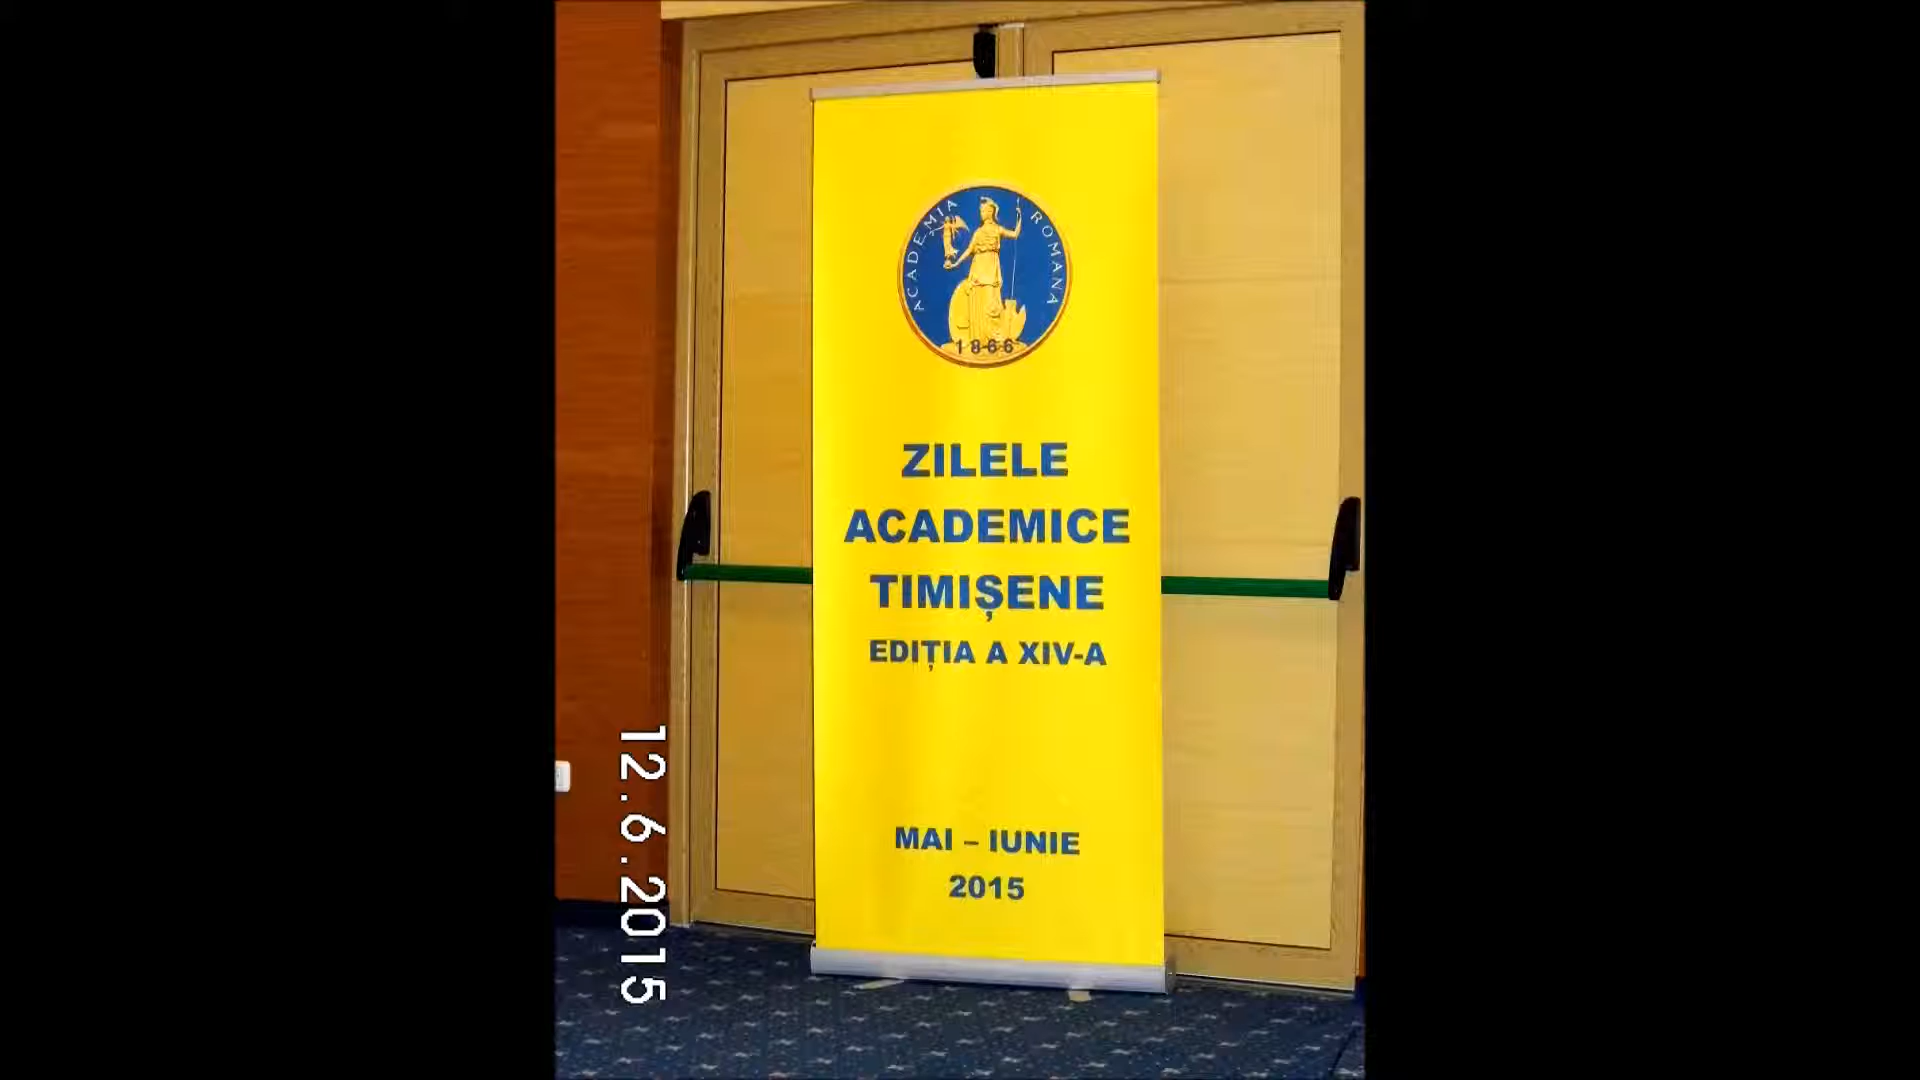 ACADEMIA ROMANA
1866
ZILELE
ACADEMICE
TIMIȘENE
EDIȚIA A XIV-A
MAI – IUNIE
2015
12.6.2015